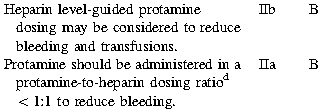 Heparin level-guided protamine IIb B
dosing may be considered to reduce
bleeding and transfusions.
Protamine should be administered in a IIa B
protamine-to-heparin dosing ratioᵈ
< 1:1 to reduce bleeding.